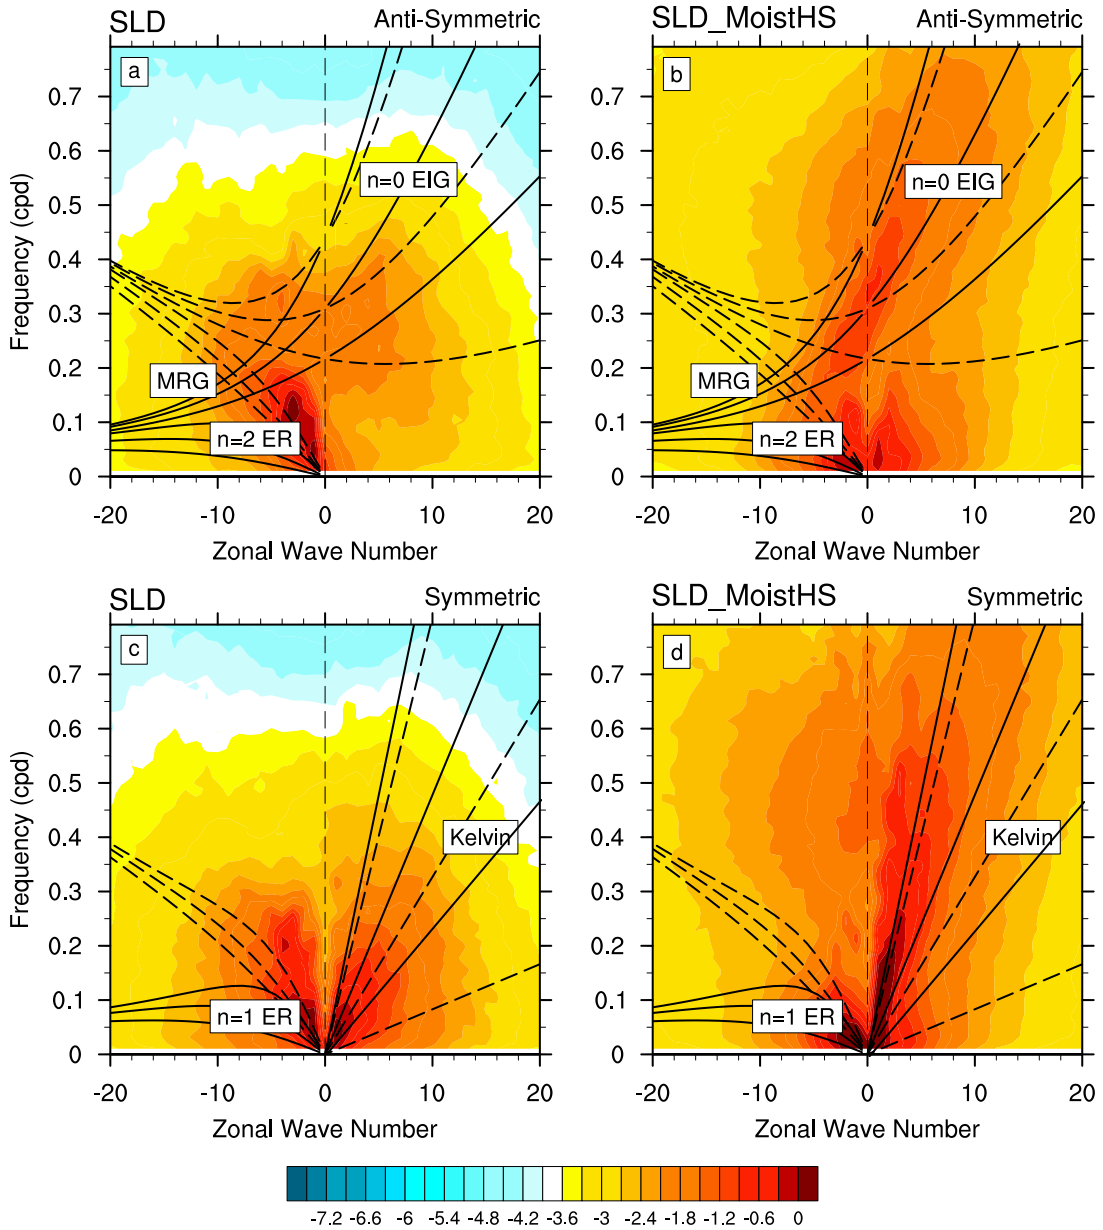 SLD Anti-Symmetric
a
n=0 EIG
MRG
n=2 ER
Frequency (cpd)
0.7
0.6
0.5
0.4
0.3
0.2
0.1
0
-20 -10 0 10 20
Zonal Wave Number
SLD_MoistHS Anti-Symmetric
b
n=0 EIG
MRG
n=2 ER
0.7
0.6
0.5
0.4
0.3
0.2
0.1
0
-20 -10 0 10 20
Zonal Wave Number
SLD Symmetric
c
Kelvin
n=1 ER
Frequency (cpd)
0.7
0.6
0.5
0.4
0.3
0.2
0.1
0
-20 -10 0 10 20
Zonal Wave Number
SLD_MoistHS Symmetric
d
Kelvin
n=1 ER
0.7
0.6
0.5
0.4
0.3
0.2
0.1
0
-20 -10 0 10 20
Zonal Wave Number
-7.2 -6.6 -6 -5.4 -4.8 -4.2 -3.6 -3 -2.4 -1.8 -1.2 -0.6 0